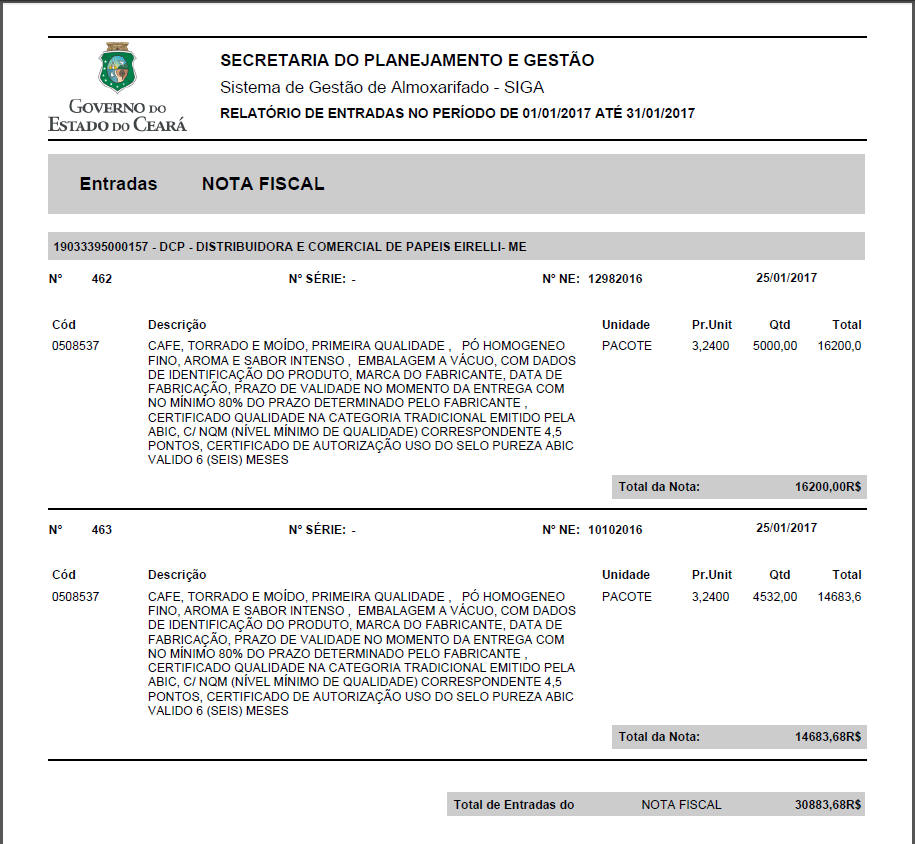 GOVERNO DO
ESTADO DO CEARÁ
SECRETARIA DO PLANEJAMENTO E GESTÃO
Sistema de Gestão de Almoxarifado - SIGA
RELATÓRIO DE ENTRADAS NO PERÍODO DE 01/01/2017 ATÉ 31/01/2017
Entradas NOTA FISCAL
19033395000157 - DCP - DISTRIBUIDORA E COMERCIAL DE PAPEIS EIRELLI- ME
N° 462 N° SÉRIE: - N° NE: 12982016 25/01/2017
Cód Descrição Unidade Pr.Unit Qtd Total
0508537 CAFE, TORRADO E MOÍDO, PRIMEIRA QUALIDADE , PÓ HOMOGENEO PACOTE 3,2400 5000,00 16200,0
FINO, AROMA E SABOR INTENSO , EMBALAGEM A VÁCUO, COM DADOS
DE IDENTIFICAÇÃO DO PRODUTO, MARCA DO FABRICANTE, DATA DE
FABRICAÇÃO, PRAZO DE VALIDADE NO MOMENTO DA ENTREGA COM
NO MÍNIMO 80% DO PRAZO DETERMINADO PELO FABRICANTE ,
CERTIFICADO QUALIDADE NA CATEGORIA TRADICIONAL EMITIDO PELA
ABIC, C/ NQM (NÍVEL MÍNIMO DE QUALIDADE) CORRESPONDENTE 4,5
PONTOS, CERTIFICADO DE AUTORIZAÇÃO USO DO SELO PUREZA ABIC
VALIDO 6 (SEIS) MESES
Total da Nota: 16200,00R$
N° 463 N° SÉRIE: - N° NE: 10102016 25/01/2017
Cód Descrição Unidade Pr.Unit Qtd Total
0508537 CAFE, TORRADO E MOÍDO, PRIMEIRA QUALIDADE , PÓ HOMOGENEO PACOTE 3,2400 4532,00 14683,6
FINO, AROMA E SABOR INTENSO , EMBALAGEM A VÁCUO, COM DADOS
DE IDENTIFICAÇÃO DO PRODUTO, MARCA DO FABRICANTE, DATA DE
FABRICAÇÃO, PRAZO DE VALIDADE NO MOMENTO DA ENTREGA COM
NO MÍNIMO 80% DO PRAZO DETERMINADO PELO FABRICANTE ,
CERTIFICADO QUALIDADE NA CATEGORIA TRADICIONAL EMITIDO PELA
ABIC, C/ NQM (NÍVEL MÍNIMO DE QUALIDADE) CORRESPONDENTE 4,5
PONTOS, CERTIFICADO DE AUTORIZAÇÃO USO DO SELO PUREZA ABIC
VALIDO 6 (SEIS) MESES
Total da Nota: 14683,68R$
Total de Entradas do NOTA FISCAL 30883,68R$